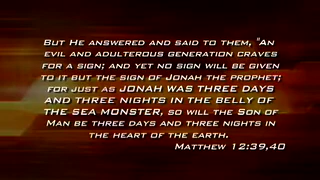 But He answered and said to them, "An
evil and adulterous generation craves
for a sign; and yet no sign will be given
to it but the sign of Jonah the prophet;
for just as JONAH WAS THREE DAYS
AND THREE NIGHTS IN THE BELLY OF
THE SEA MONSTER, so will the Son of
Man be three days and three nights in
the heart of the earth.
Matthew 12:39,40